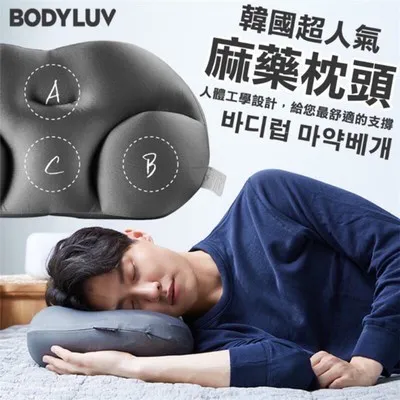 BODYLUV
韓國超人氣
麻藥枕頭
人體工學設計，給您最舒適的支撐
바디럽 마약베개
A
C
B